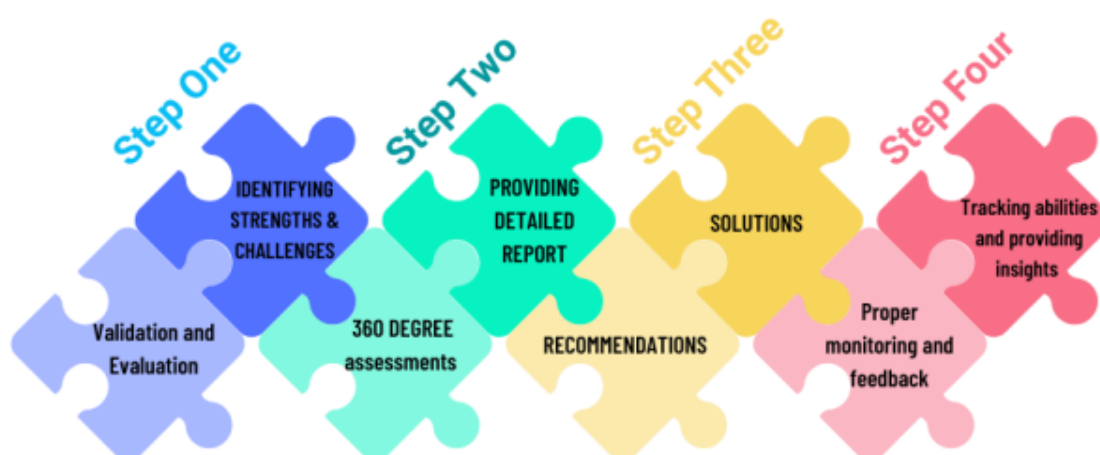 Step One
IDENTIFYING
STRENGTHS &
CHALLENGES
Validation and
Evaluation
Step Two
PROVIDING
DETAILED
REPORT
360 DEGREE
assessments
Step Three
SOLUTIONS
RECOMMENDATIONS
Step Four
Tracking abilities
and providing
insights
Proper
monitoring and
feedback